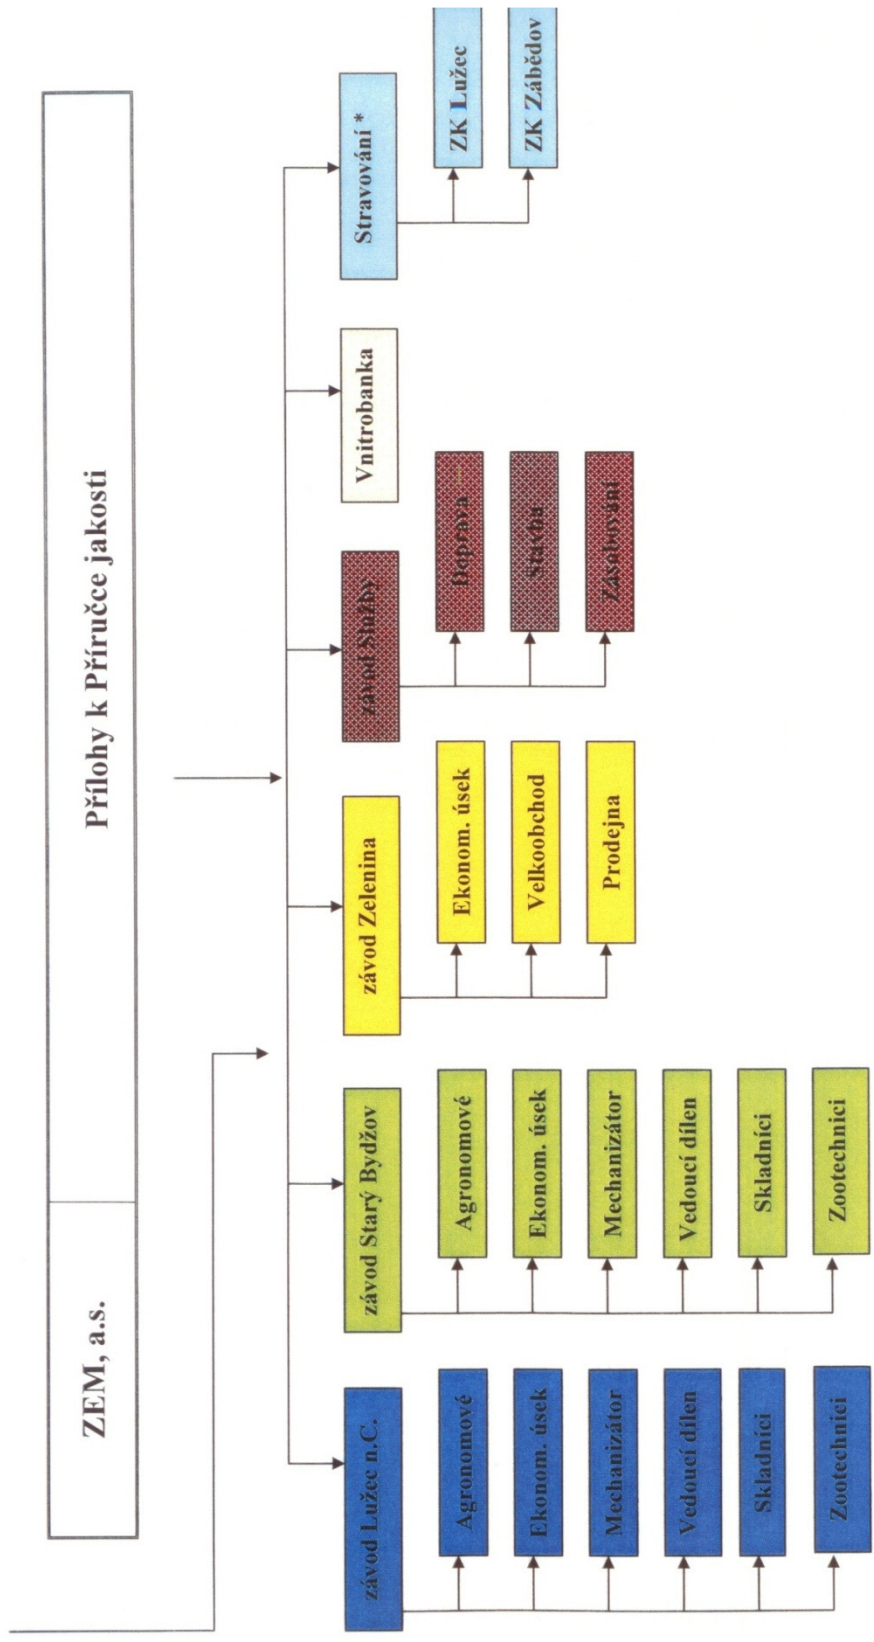 ZEM, a.s.
Přílohy k Příručce jakosti
závod Lužec n.C.
Agronomové
Ekonom. úsek
Mechanizátor
Vedoucí dílen
Skladníci
Zootechnici
závod Starý Bydžov
Agronomové
Ekonom. úsek
Mechanizátor
Vedoucí dílen
Skladníci
Zootechnici
závod Zelenina
Ekonom. úsek
Velkoobchod
Prodejna
závod Služby
Doprava
Stavba
Zásobování
Vnitrobanka
Stravování *
ZK Lužec
ZK Zábědov